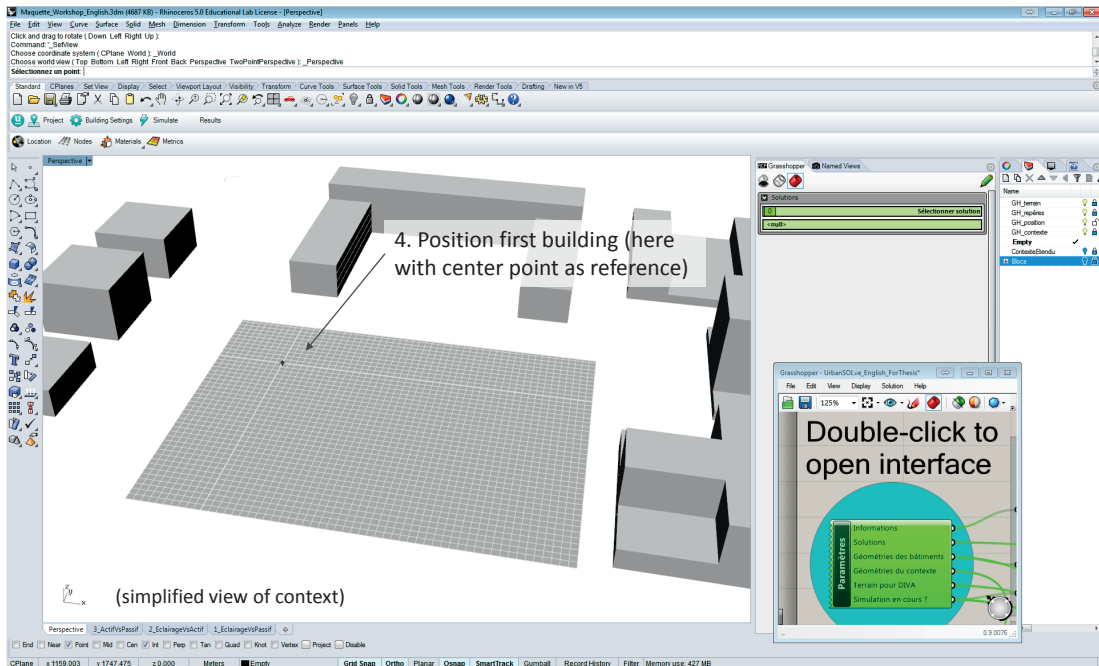 Maquette_Workshop_English.3dm (4687 KB) - Rhinoceros 5.0 Educational Lab License - [Perspective]
File Edit View Curve Surface Solid Mesh Dimension Transform Tools Analyze Render Panels Help
Click and drag to rotate ( Down Left Right Up ):
Command: '_SetView
Choose coordinate system ( CPlane World ): _World
Choose world view ( Top Bottom Left Right Front Back Perspective TwoPointPerspective ): _Perspective
Sélectionnez un point:
Standard CPlanes Set View Display Select Viewport Layout Visibility Transform Curve Tools Surface Tools Solid Tools Mesh Tools Render Tools Drafting New in V5
Project Building Settings Simulate Results
Location Nodes Materials Metrics
Perspective
4. Position first building (here
with center point as reference)
(simplified view of context)
z
y
x
Grasshopper Named Views
Solutions
0 Sélectionner solution
<null>
Name
GH_terrain
GH_repères
GH_position
GH_contexte
Empty
ContexteEtendu
Blocs
Grasshopper - UrbanSOLve_English_ForThesis*
File Edit View Display Solution Help
125%
Double-click to
open interface
Paramètres
Informations
Solutions
Géométries des bâtiments
Géométries du contexte
Terrain pour DIVA
Simulation en cours ?
0.9.0076
Perspective 3_ActifVsPassif 2_EclairageVsActif 1_EclairageVsPassif
End Near Point Mid Cen Int Perp Tan Quad Knot Vertex Project Disable
CPlane x 1159.003 y 1747.475 z 0.000 Meters Empty Grid Snap Ortho Planar Osnap SmartTrack Gumball Record History Filter Memory use: 427 MB